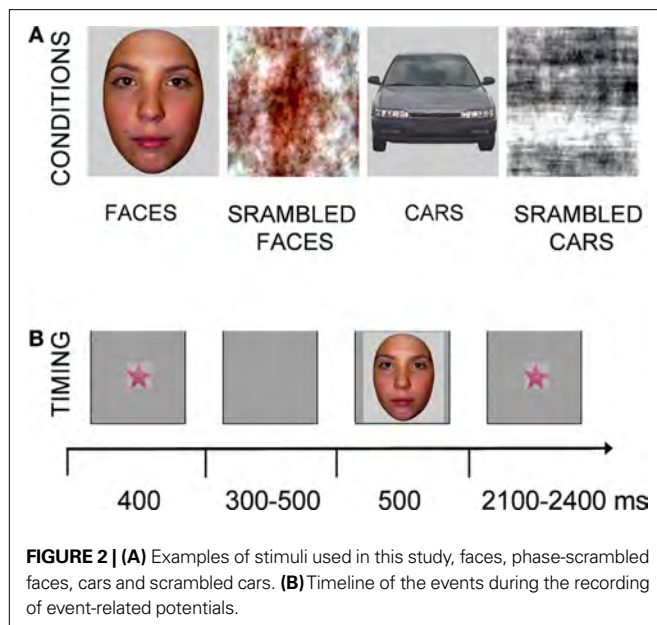 A
CONDITIONS
FACES
SRAMBLED
FACES
CARS
SRAMBLED
CARS
B
TIMING
400
300-500
500
2100-2400 ms
FIGURE 2 | (A) Examples of stimuli used in this study, faces, phase-scrambled
faces, cars and scrambled cars. (B) Timeline of the events during the recording
of event-related potentials.